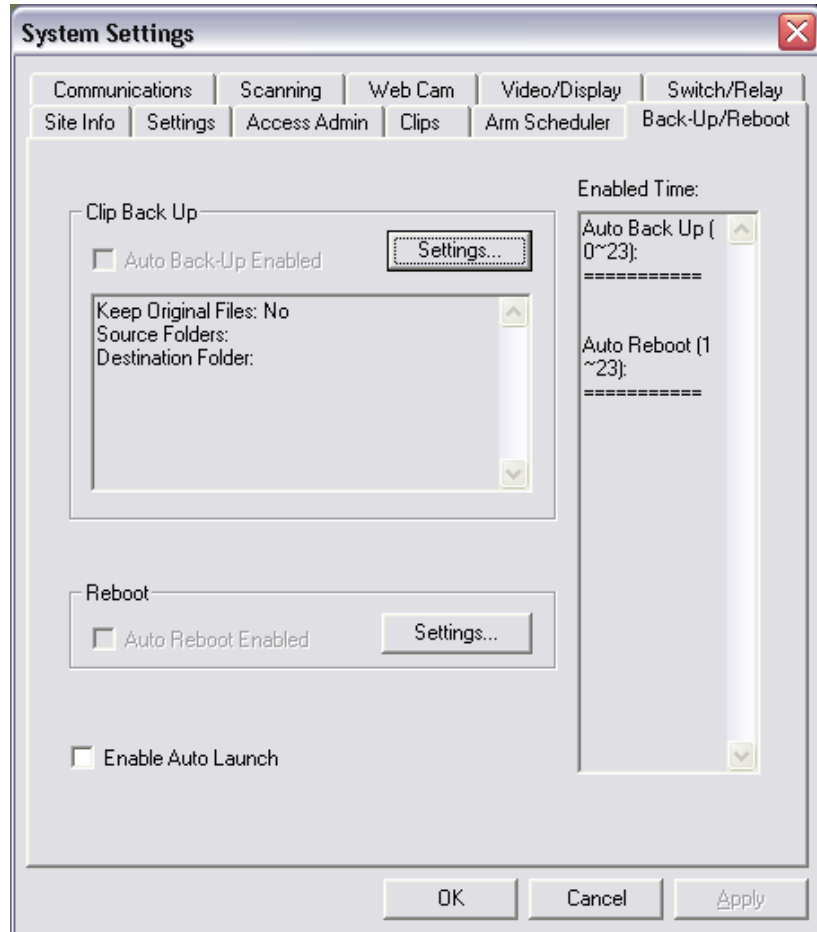 System Settings
Communications Scanning Web Cam Video/Display Switch/Relay
Site Info Settings Access Admin Clips Arm Scheduler Back-Up/Reboot
Enabled Time:
Clip Back Up
Auto Back-Up Enabled Settings...
Keep Original Files: No
Source Folders:
Destination Folder:
Auto Back Up (
0~23):
===========
Auto Reboot (1
~23):
===========
Reboot
Auto Reboot Enabled Settings...
Enable Auto Launch
OK Cancel Apply